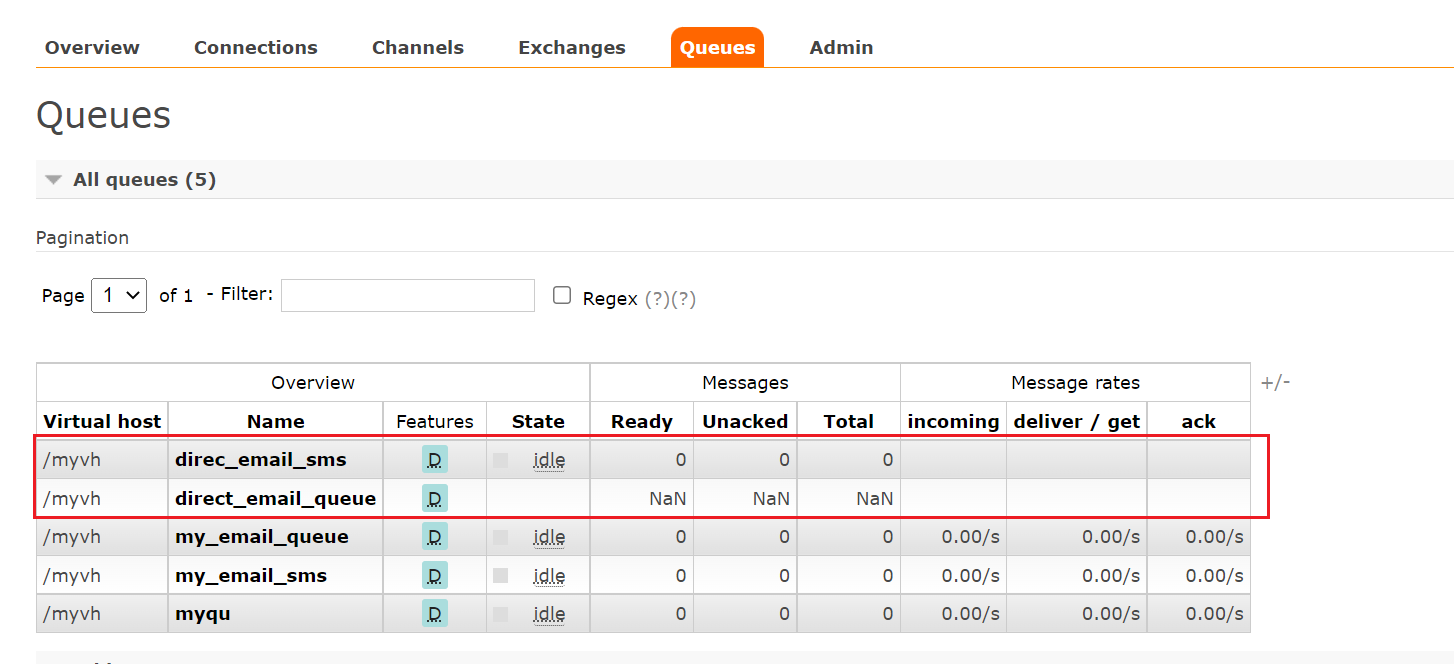 Overview Connections Channels Exchanges Queues Admin
Queues
All queues (5)
Pagination
Page 1 of 1 - Filter: Regex (?)(?)
Overview Messages Message rates +/-
Virtual host Name Features State Ready Unacked Total incoming deliver / get ack
/myvh direc_email_sms D idle 0 0 0
/myvh direct_email_queue D NaN NaN NaN
/myvh my_email_queue D idle 0 0 0 0.00/s 0.00/s 0.00/s
/myvh my_email_sms D idle 0 0 0 0.00/s 0.00/s 0.00/s
/myvh myqu D idle 0 0 0 0.00/s 0.00/s 0.00/s